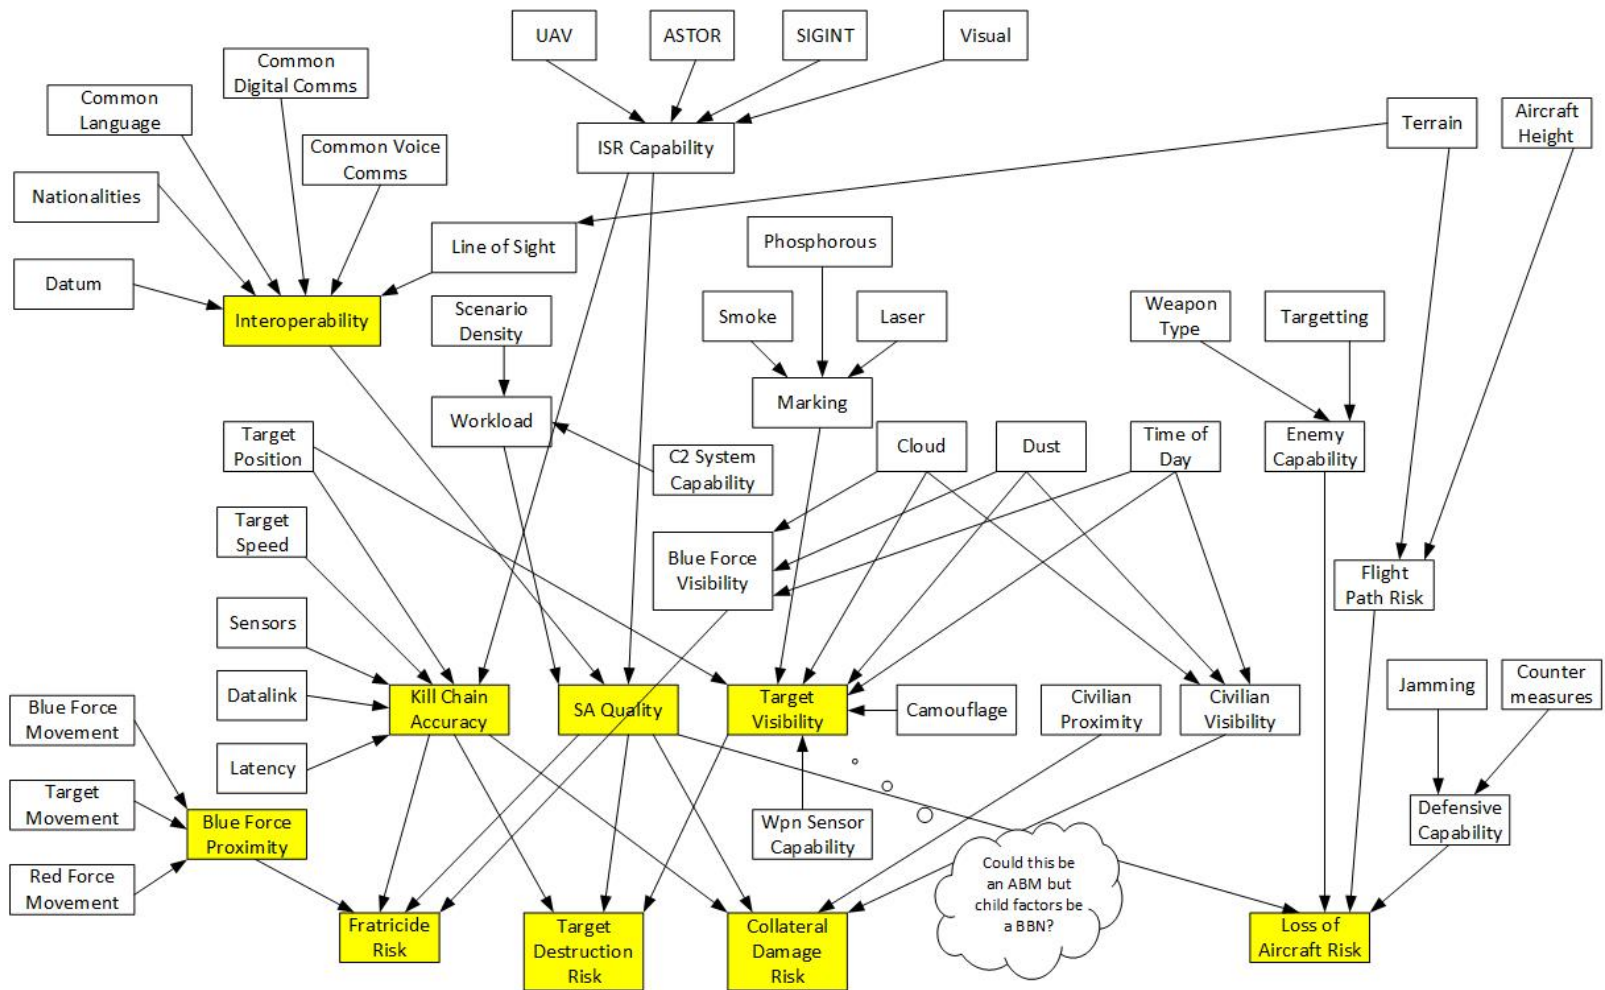 UAV
ASTOR
SIGINT
Visual
Common
Digital Comms
Common
Language
Common Voice
Comms
ISR Capability
Terrain
Aircraft
Height
Nationalities
Line of Sight
Phosphorous
Datum
Interoperability
Scenario
Density
Smoke
Laser
Weapon
Type
Targetting
Marking
Workload
Target
Position
C2 System
Capability
Cloud
Dust
Time of
Day
Enemy
Capability
Target
Speed
Blue Force
Visibility
Flight
Path Risk
Sensors
Datalink
Kill Chain
Accuracy
SA Quality
Target
Visibility
Camouflage
Civilian
Proximity
Civilian
Visibility
Jamming
Counter
measures
Blue Force
Movement
Latency
Target
Movement
Blue Force
Proximity
Wpn Sensor
Capability
Defensive
Capability
Red Force
Movement
Could this be
an ABM but
child factors be
a BBN?
Fratricide
Risk
Target
Destruction
Risk
Collateral
Damage
Risk
Loss of
Aircraft Risk